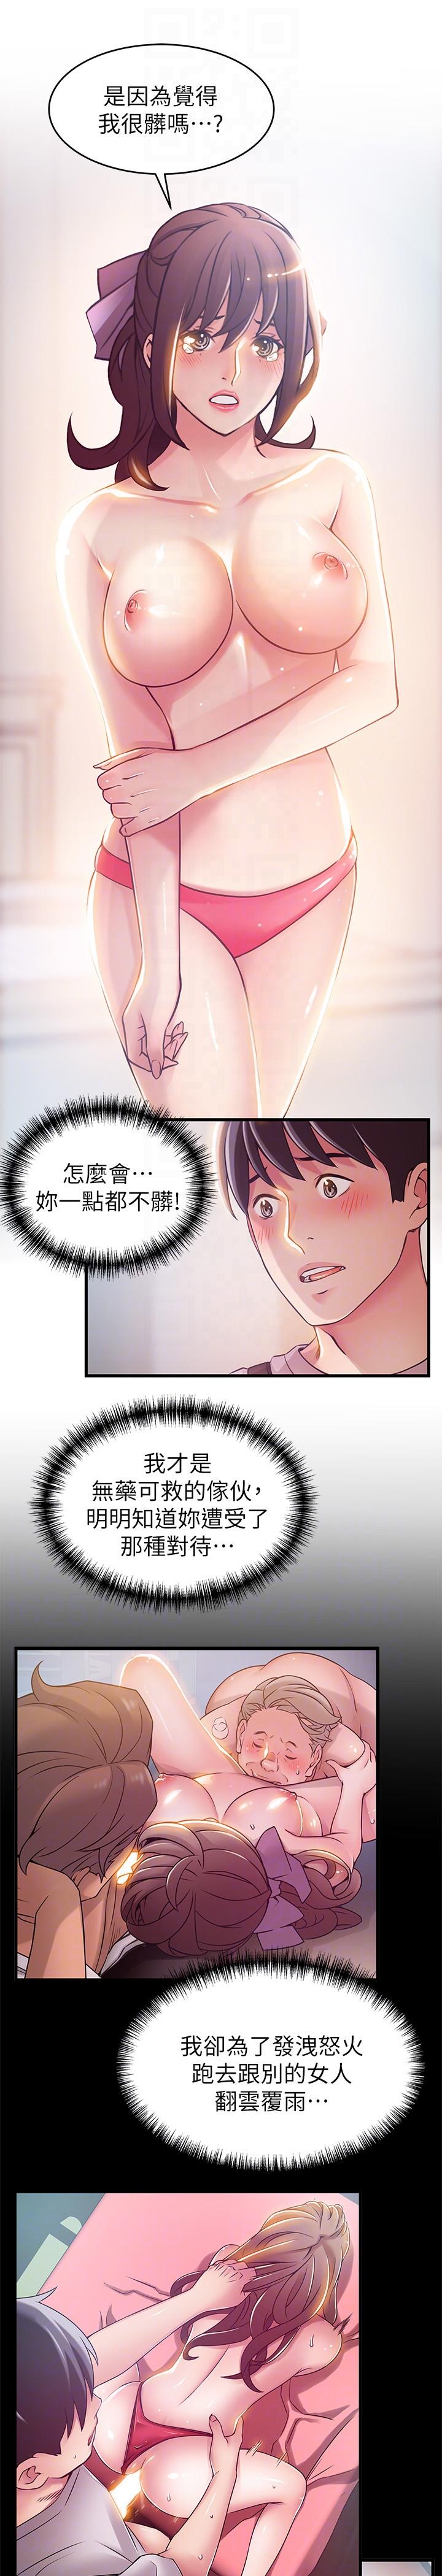 是因為覺得
我很髒嗎⋯?
怎麼會⋯
妳一點都不髒!
我才是
無藥可救的傢伙，
明明知道妳遭受了
那種對待⋯
我卻為了發洩怒火
跑去跟別的女人
翻雲覆雨⋯